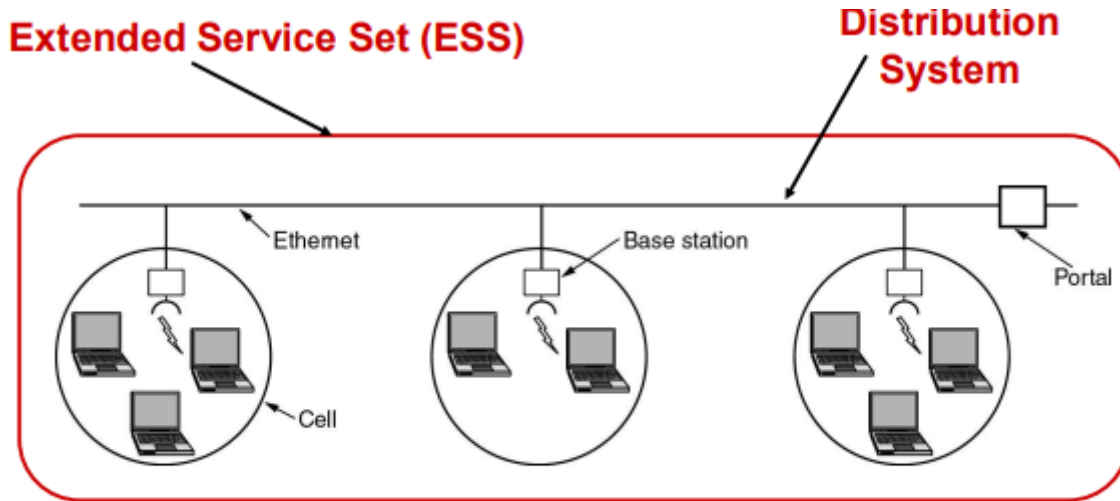 Extended Service Set (ESS)
Distribution
System
Ethernet
Base station
Portal
Cell